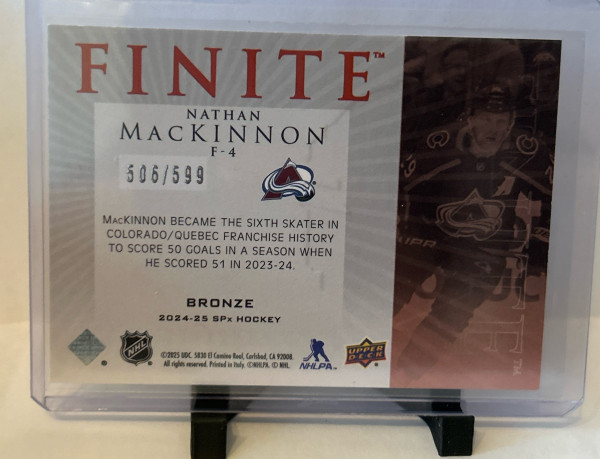 FINITE™
NATHAN
MACKINNON
F-4
506/599
MACKINNON BECAME THE SIXTH SKATER IN
COLORADO/QUEBEC FRANCHISE HISTORY
TO SCORE 50 GOALS IN A SEASON WHEN
HE SCORED 51 IN 2023-24.
BRONZE
2024-25 SPx HOCKEY
NHL
©2025 UDC. 5830 El Camino Real, Carlsbad, CA 92008.
All rights reserved. Printed in Italy. ©NHLPA. © NHL.
NHLPA™
UPPER
DECK